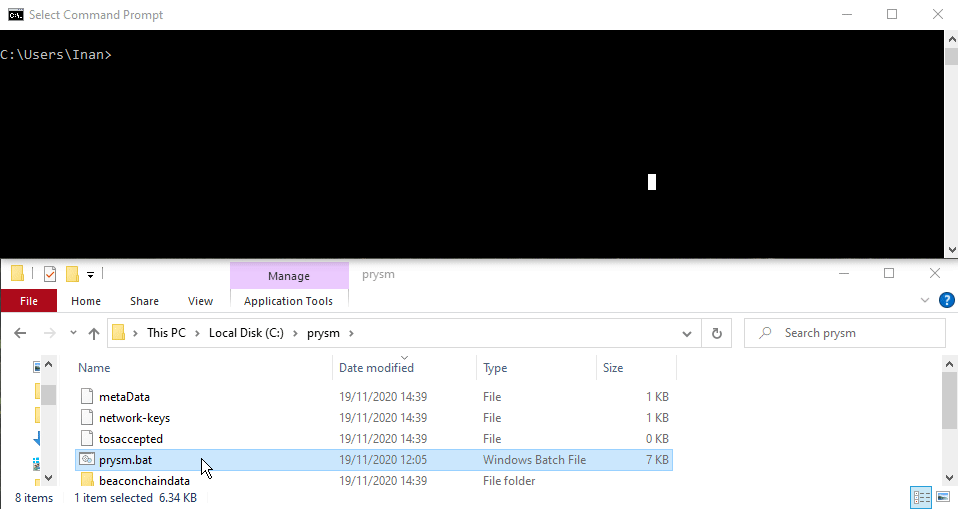 Select Command Prompt
C:\Users\Inan>
Manage prysm
File Home Share View Application Tools
This PC Local Disk (C:) prysm Search prysm
Name Date modified Type Size
metaData 19/11/2020 14:39 File 1 KB
network-keys 19/11/2020 14:39 File 1 KB
tosaccepted 19/11/2020 14:39 File 0 KB
prysm.bat 19/11/2020 12:05 Windows Batch File 7 KB
beaconchaindata 19/11/2020 14:39 File folder
8 items 1 item selected 6.34 KB